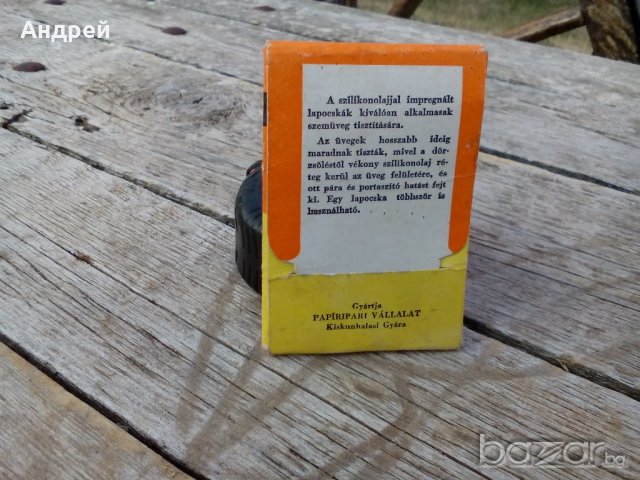 Андрей
A szilikonolajjal impregnált
lapocskák kiválóan alkalmasak
szemüveg tisztítására.
Az üvegek hosszabb ideig
maradnak tiszták, mivel a dör-
zsöléstől vékony szilikonolaj ré-
teg kerül az üveg felületére, és
ott pára és portaszító hatást fejt
ki. Egy lapocska többször is
használható.
Gyártja
PAPÍRIPARI VÁLLALAT
Kiskunhalasi Gyára
bazar.bg